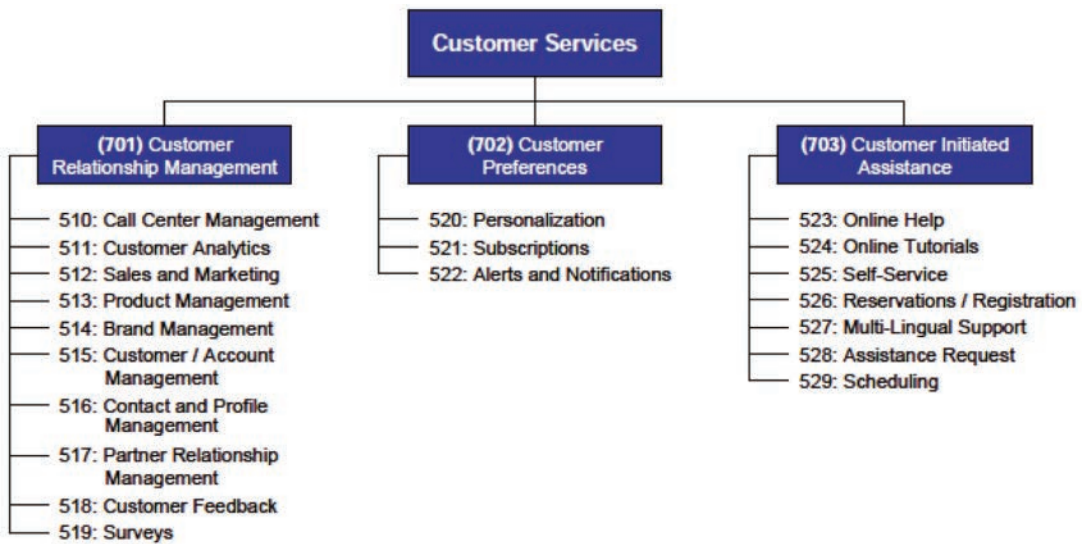 Customer Services
(701) Customer
Relationship Management
510: Call Center Management
511: Customer Analytics
512: Sales and Marketing
513: Product Management
514: Brand Management
515: Customer / Account
Management
516: Contact and Profile
Management
517: Partner Relationship
Management
518: Customer Feedback
519: Surveys
(702) Customer
Preferences
520: Personalization
521: Subscriptions
522: Alerts and Notifications
(703) Customer Initiated
Assistance
523: Online Help
524: Online Tutorials
525: Self-Service
526: Reservations / Registration
527: Multi-Lingual Support
528: Assistance Request
529: Scheduling